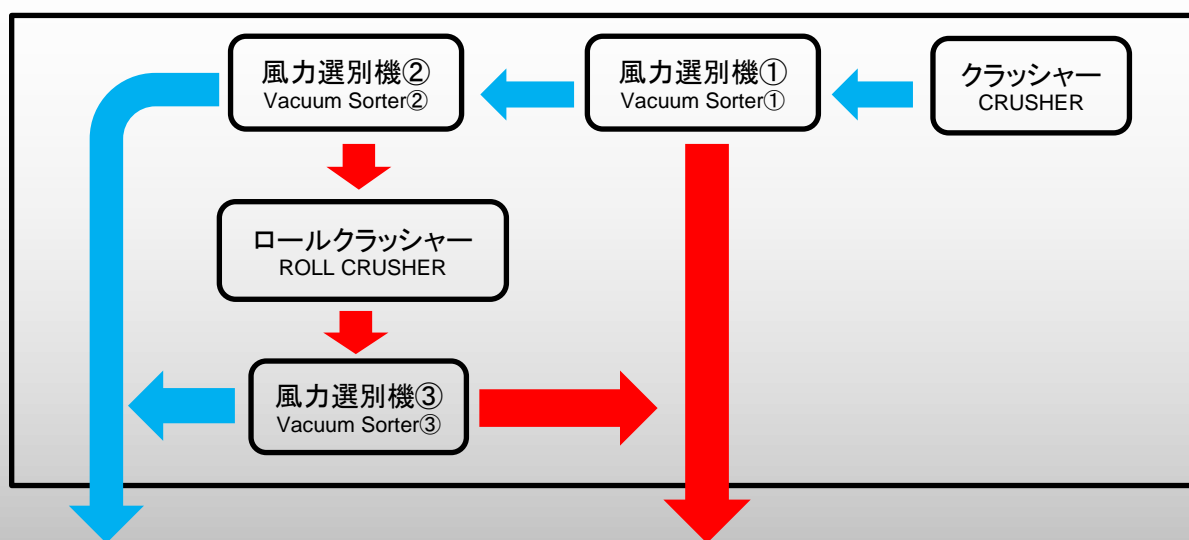 風力選別機②
Vacuum Sorter②
風力選別機①
Vacuum Sorter①
クラッシャー
CRUSHER
ロールクラッシャー
ROLL CRUSHER
風力選別機③
Vacuum Sorter③